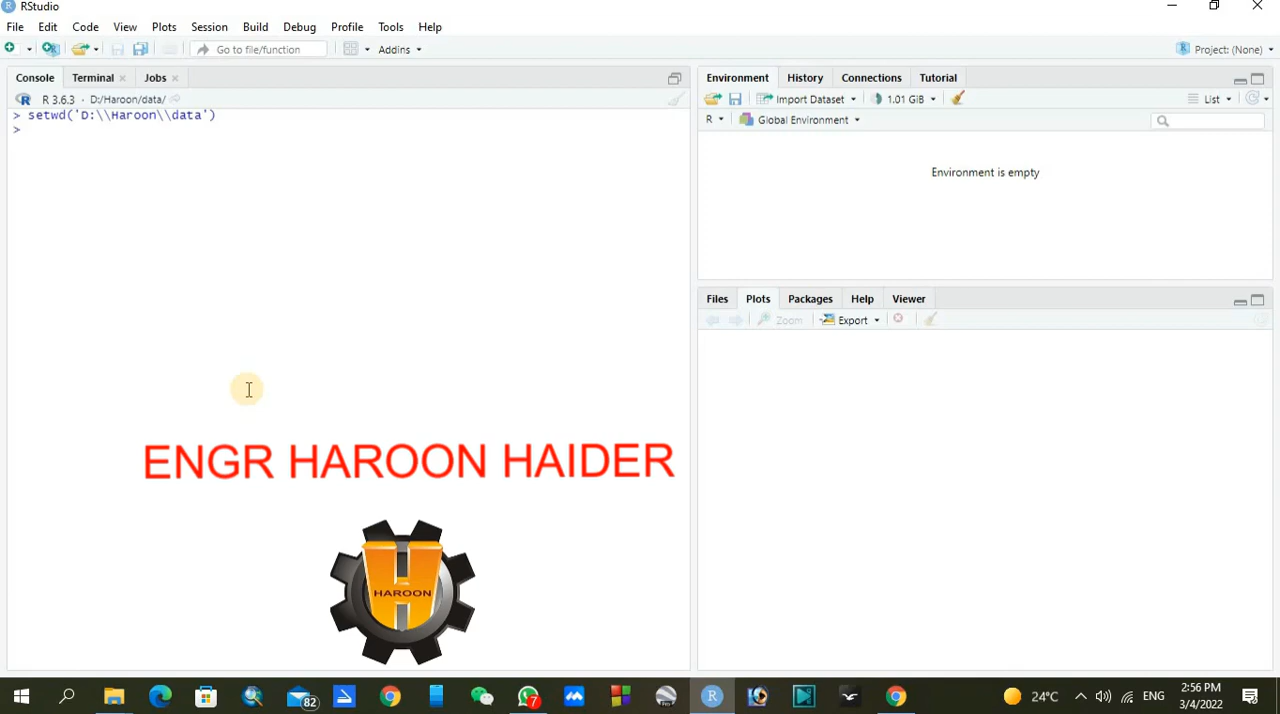 RStudio
File Edit Code View Plots Session Build Debug Profile Tools Help
Go to file/function Addins Project: (None)
Console Terminal Jobs
R 3.6.3 · D:/Haroon/data/
> setwd('D:\\Haroon\\data')
>
Environment History Connections Tutorial
Import Dataset 1.01 GiB List
R Global Environment
Environment is empty
Files Plots Packages Help Viewer
Zoom Export
ENGR HAROON HAIDER
H
HAROON
82
7
Pro
R
24°C ENG
2:56 PM
3/4/2022